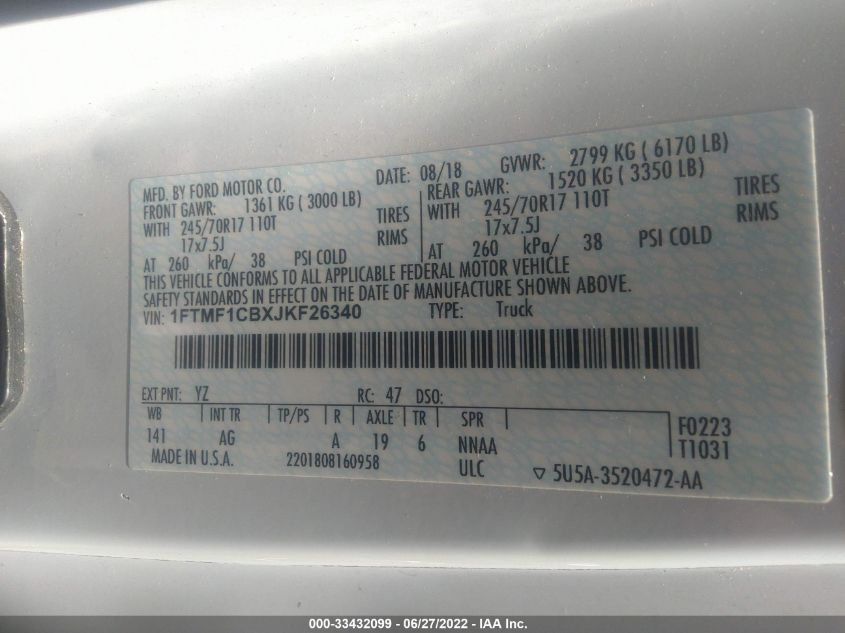 MFD. BY FORD MOTOR CO. DATE: 08/18 GVWR: 2799 KG ( 6170 LB)
FRONT GAWR: 1361 KG ( 3000 LB) REAR GAWR: 1520 KG ( 3350 LB)
WITH 245/70R17 110T TIRES WITH 245/70R17 110T TIRES
17x7.5J RIMS 17x7.5J RIMS
AT 260 kPa/ 38 PSI COLD AT 260 kPa/ 38 PSI COLD
THIS VEHICLE CONFORMS TO ALL APPLICABLE FEDERAL MOTOR VEHICLE
SAFETY STANDARDS IN EFFECT ON THE DATE OF MANUFACTURE SHOWN ABOVE.
VIN: 1FTMF1CBXJKF26340 TYPE: Truck
EXT PNT: YZ RC: 47 DSO:
WB INT TR TP/PS R AXLE TR SPR F0223
141 AG A 19 6 NNAA T1031
MADE IN U.S.A. 2201808160958 ULC ▽ 5U5A-3520472-AA
000-33432099 - 06/27/2022 - IAA Inc.